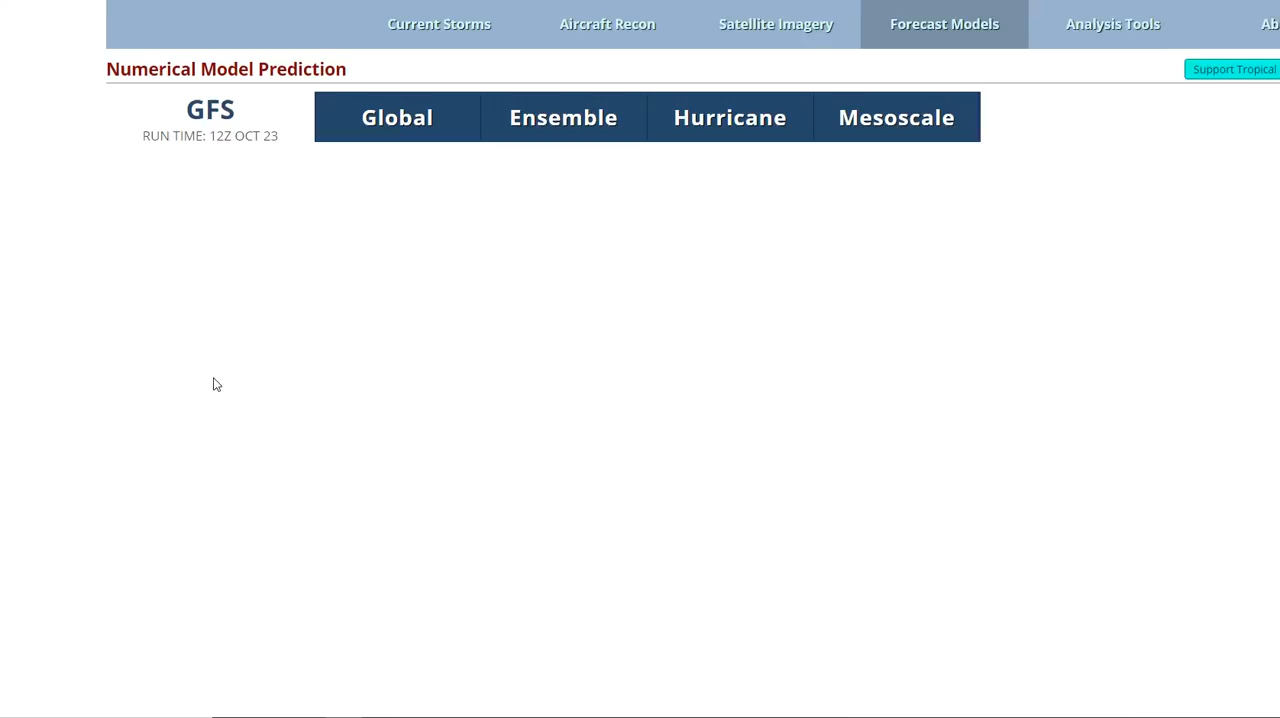 Current Storms Aircraft Recon Satellite Imagery Forecast Models Analysis Tools Ab
Numerical Model Prediction Support Tropical
GFS Global Ensemble Hurricane Mesoscale
RUN TIME: 12Z OCT 23